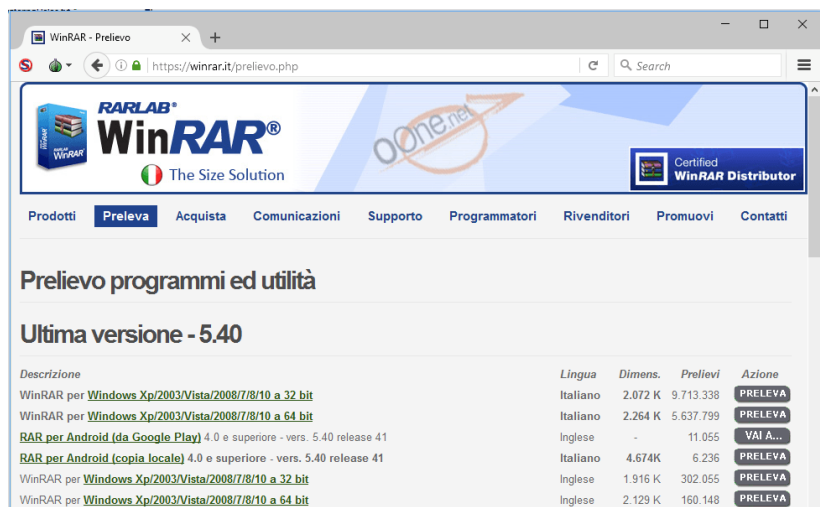 WinRAR - Prelievo
https://winrar.it/prelievo.php
Search
RARLAB®
WinRAR®
The Size Solution
WinRAR
oOne.net
Certified
WinRAR Distributor
Prodotti Preleva Acquista Comunicazioni Supporto Programmatori Rivenditori Promuovi Contatti
Prelievo programmi ed utilità
Ultima versione - 5.40
Descrizione Lingua Dimens. Prelievi Azione
WinRAR per Windows Xp/2003/Vista/2008/7/8/10 a 32 bit Italiano 2.072 K 9.713.338 PRELEVA
WinRAR per Windows Xp/2003/Vista/2008/7/8/10 a 64 bit Italiano 2.264 K 5.637.799 PRELEVA
RAR per Android (da Google Play) 4.0 e superiore - vers. 5.40 release 41 Inglese - 11.055 VAI A...
RAR per Android (copia locale) 4.0 e superiore - vers. 5.40 release 41 Italiano 4.674K 6.236 PRELEVA
WinRAR per Windows Xp/2003/Vista/2008/7/8/10 a 32 bit Inglese 1.916 K 302.055 PRELEVA
WinRAR per Windows Xp/2003/Vista/2008/7/8/10 a 64 bit Inglese 2.129 K 160.148 PRELEVA